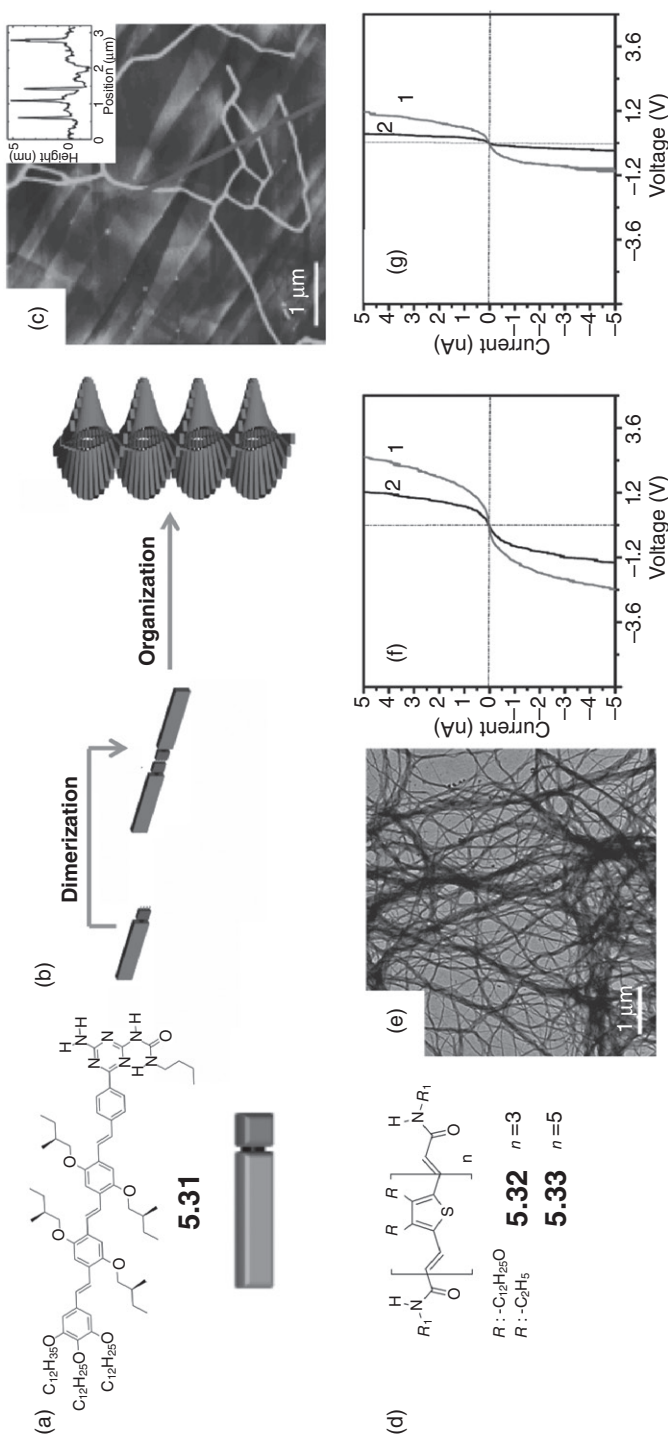 (a)
C12H35O
C12H25O
C12H25O
O
O
O
O
N
N
N
N–H
H
N–H
N
H
O
5.31
(b)
Dimerization
Organization
(c)
Height (nm)
5
0
0 1 2 3
Position (μm)
1 μm
(d)
R1
H
N
O
R R
S
n
O
H
N–R1
R : -C12H25O
R : -C2H5
5.32 n=3
5.33 n=5
(e)
1 μm
(f)
Current (nA)
5
4
3
2
1
0
−1
−2
−3
−4
−5
2 1
−3.6 −1.2 1.2 3.6
Voltage (V)
(g)
Current (nA)
5
4
3
2
1
0
−1
−2
−3
−4
−5
2 1
−3.6 −1.2 1.2 3.6
Voltage (V)